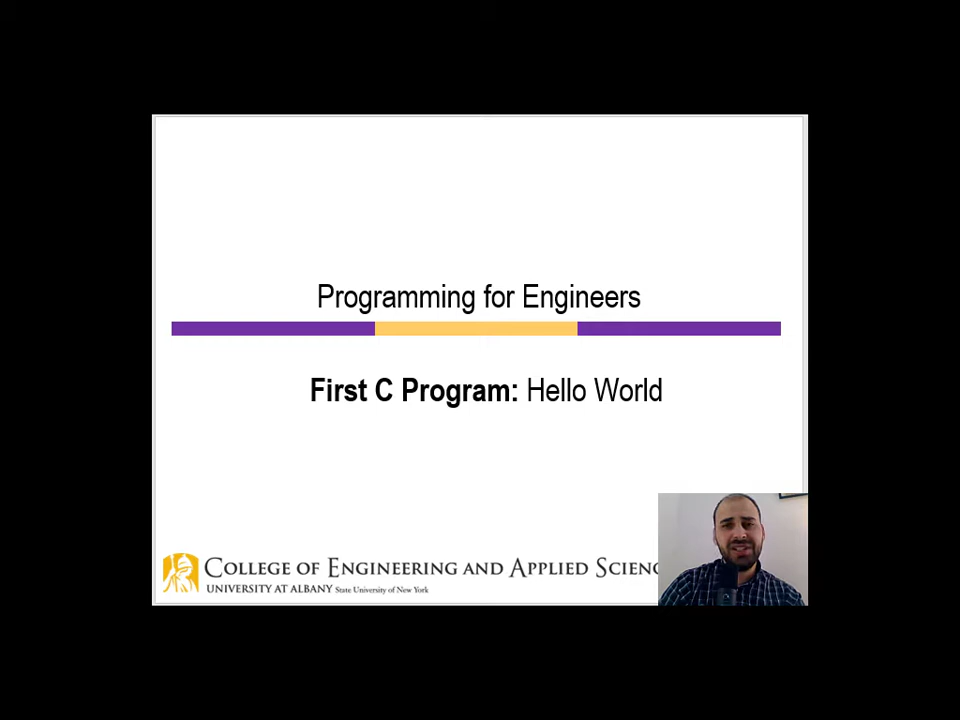 Programming for Engineers
First C Program: Hello World
COLLEGE OF ENGINEERING AND APPLIED SCIENC
UNIVERSITY AT ALBANY State University of New York